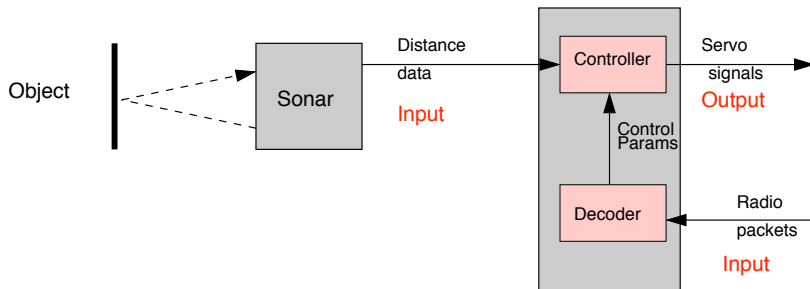 Object
Sonar
Distance
data
Input
Controller
Servo
signals
Output
Control
Params
Decoder
Radio
packets
Input